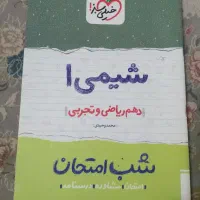 خیلی سبز
شیمی ۱
دهم ریاضی و تجربی
شب امتحان